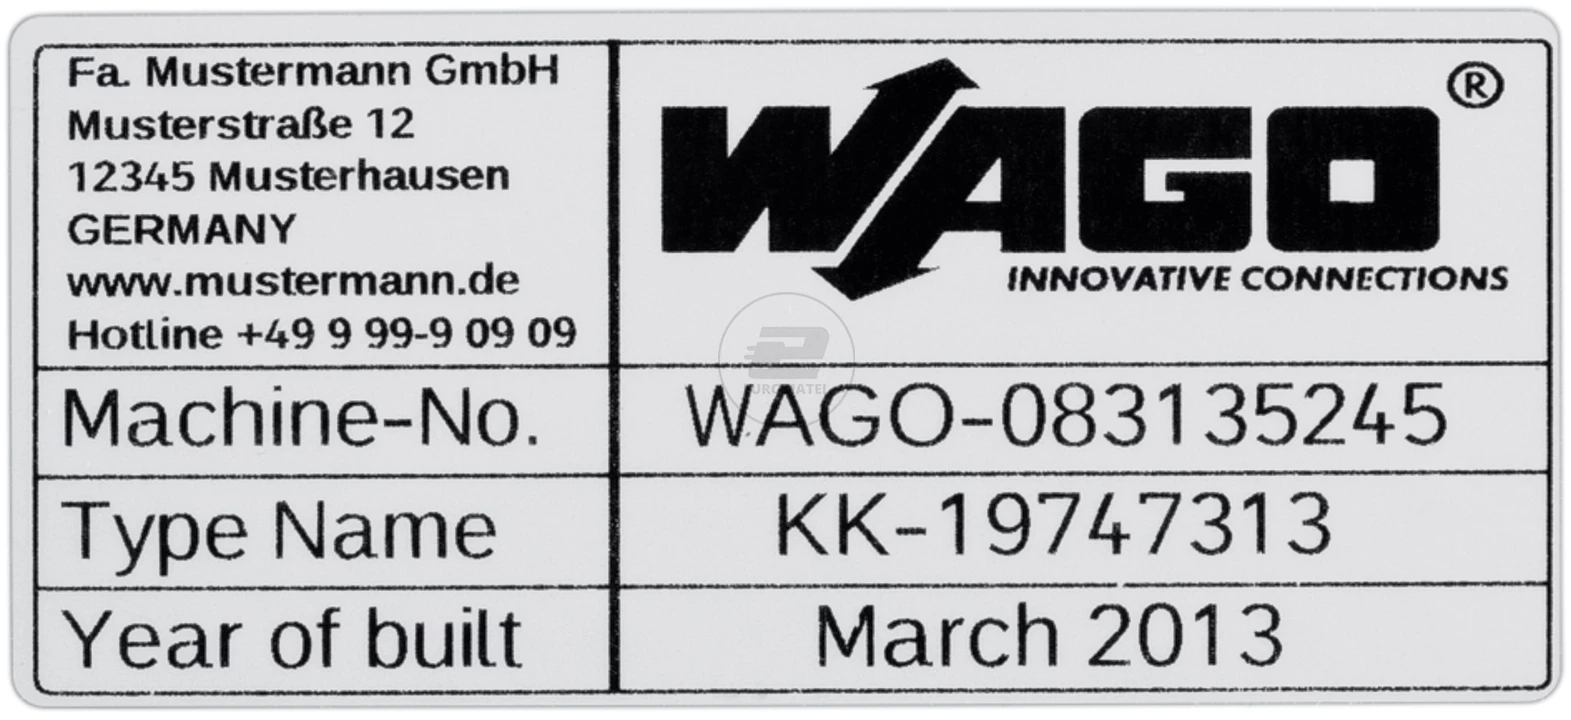 Fa. Mustermann GmbH
Musterstraße 12
12345 Musterhausen
GERMANY
www.mustermann.de
Hotline +49 9 99-9 09 09
WAGO®
INNOVATIVE CONNECTIONS
Machine-No. WAGO-083135245
Type Name KK-19747313
Year of built March 2013